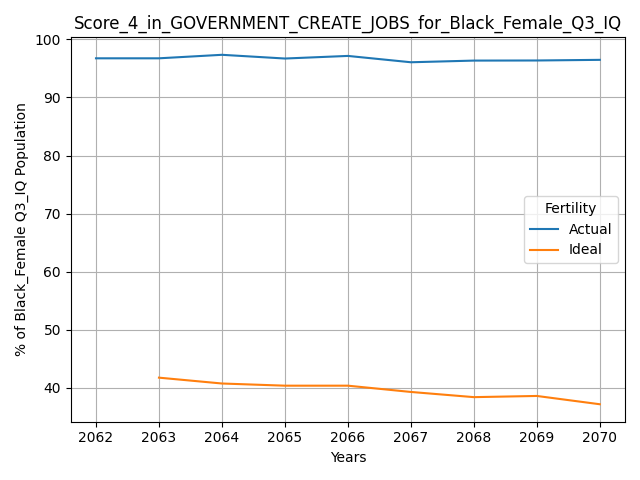 Score_4_in_GOVERNMENT_CREATE_JOBS_for_Black_Female_Q3_IQ
% of Black_Female Q3_IQ Population
100
90
80
70
60
50
40
Fertility
Actual
Ideal
2062 2063 2064 2065 2066 2067 2068 2069 2070
Years